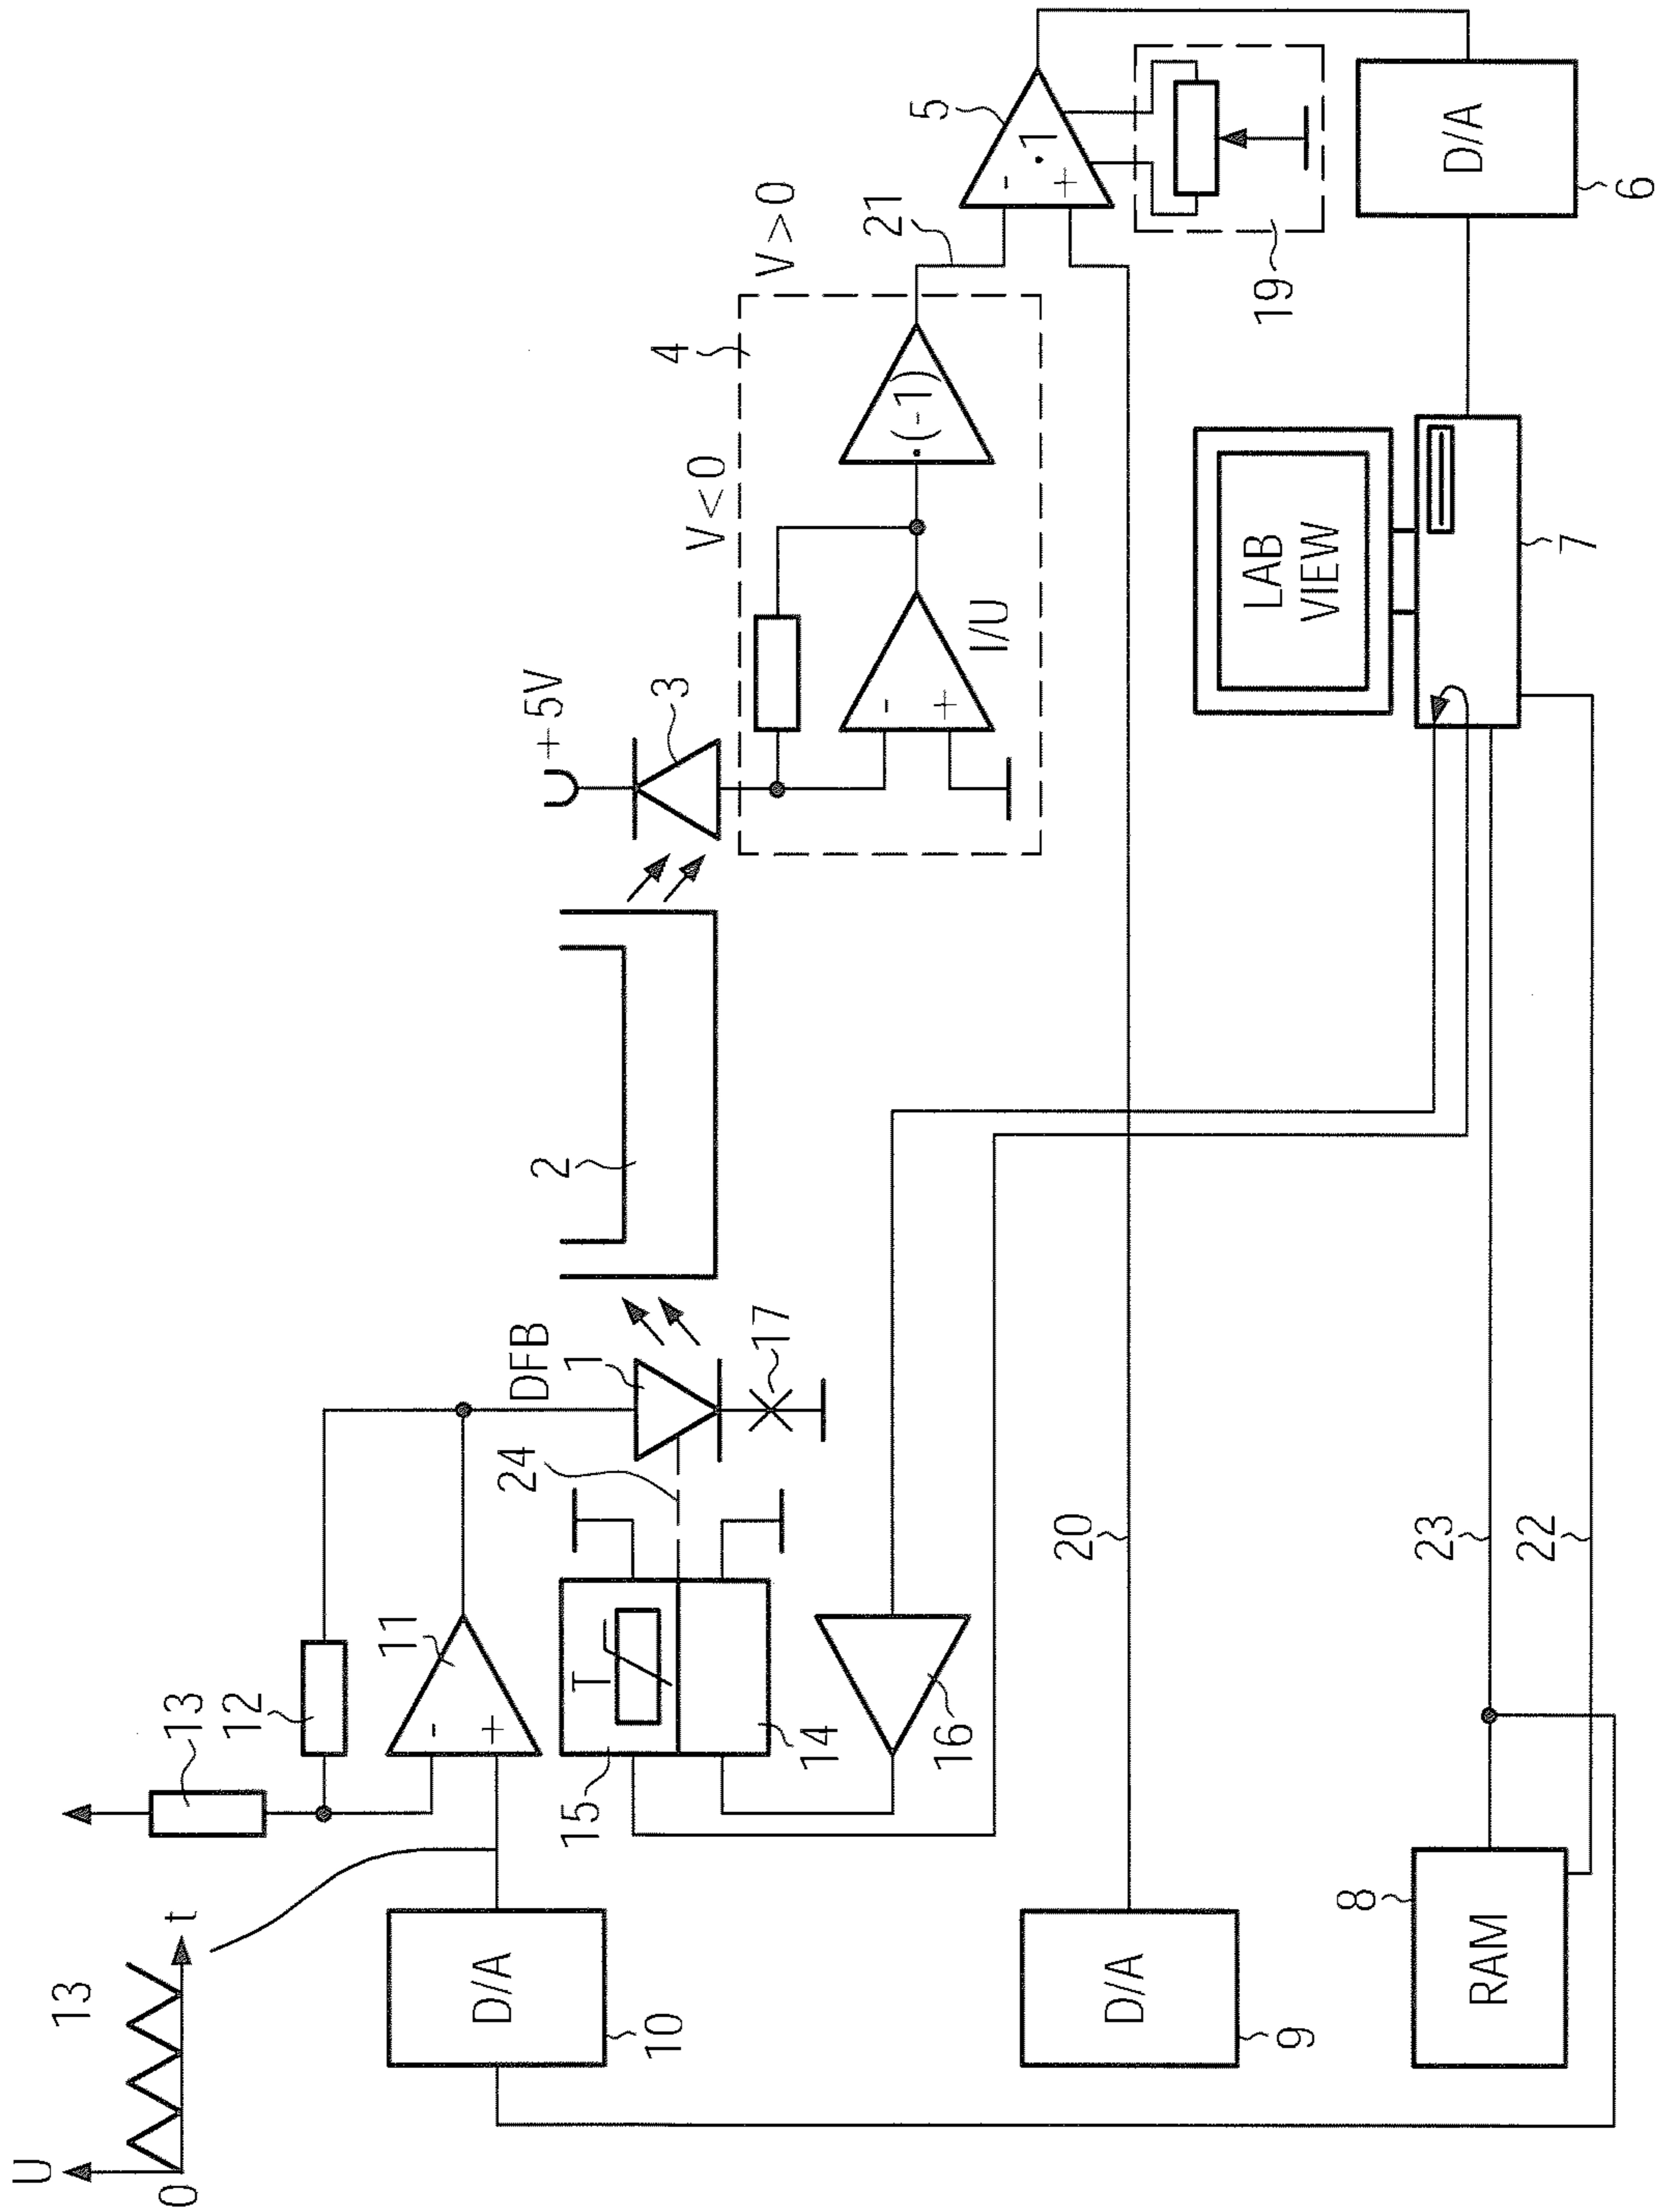 U
0
13
t
13
12
11
-
+
D/A
10
DFB
1
24
17
T
15
14
16
2
+5V
3
V<0
V>0
4
-
+
I/U
·(-1)
21
5
-
+
·1
19
D/A
6
20
D/A
9
LAB
VIEW
7
23
22
8
RAM